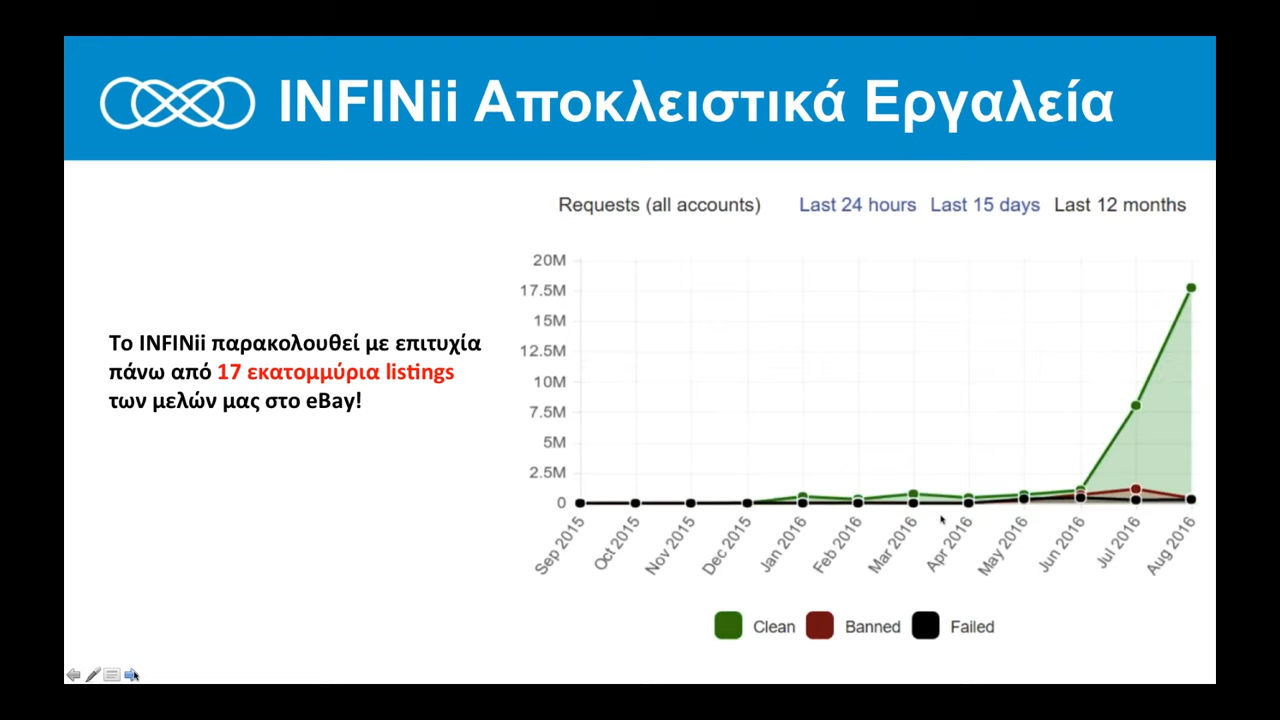 INFINii Αποκλειστικά Εργαλεία
Requests (all accounts) Last 24 hours Last 15 days Last 12 months
Το INFINii παρακολουθεί με επιτυχία
πάνω από 17 εκατομμύρια listings
των μελών μας στο eBay!
20M
17.5M
15M
12.5M
10M
7.5M
5M
2.5M
0
Sep 2015 Oct 2015 Nov 2015 Dec 2015 Jan 2016 Feb 2016 Mar 2016 Apr 2016 May 2016 Jun 2016 Jul 2016 Aug 2016
Clean Banned Failed